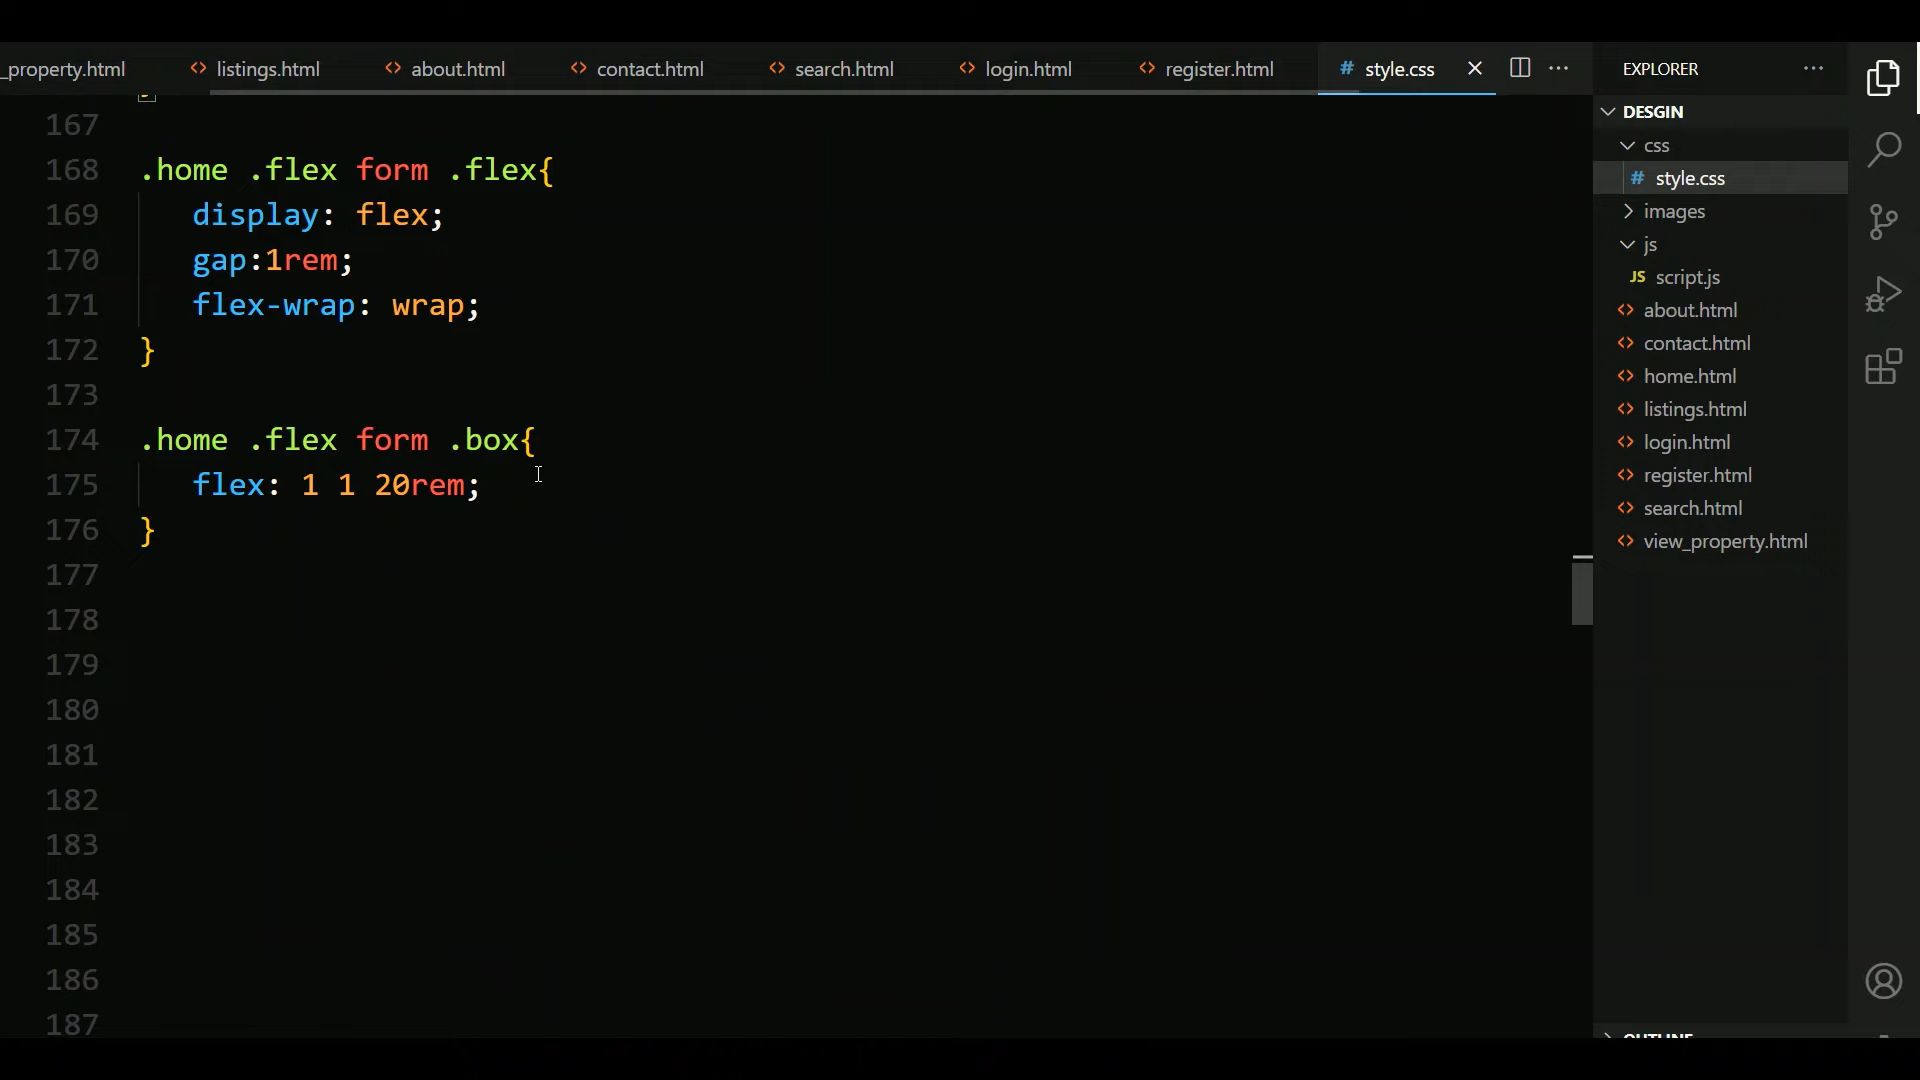 _property.html listings.html about.html contact.html search.html login.html register.html # style.css EXPLORER
167
168 .home .flex form .flex{
169 display: flex;
170 gap:1rem;
171 flex-wrap: wrap;
172 }
173
174 .home .flex form .box{
175 flex: 1 1 20rem;
176 }
177
178
179
180
181
182
183
184
185
186
187
DESGIN
css
# style.css
images
js
JS script.js
about.html
contact.html
home.html
listings.html
login.html
register.html
search.html
view_property.html
OUTLINE